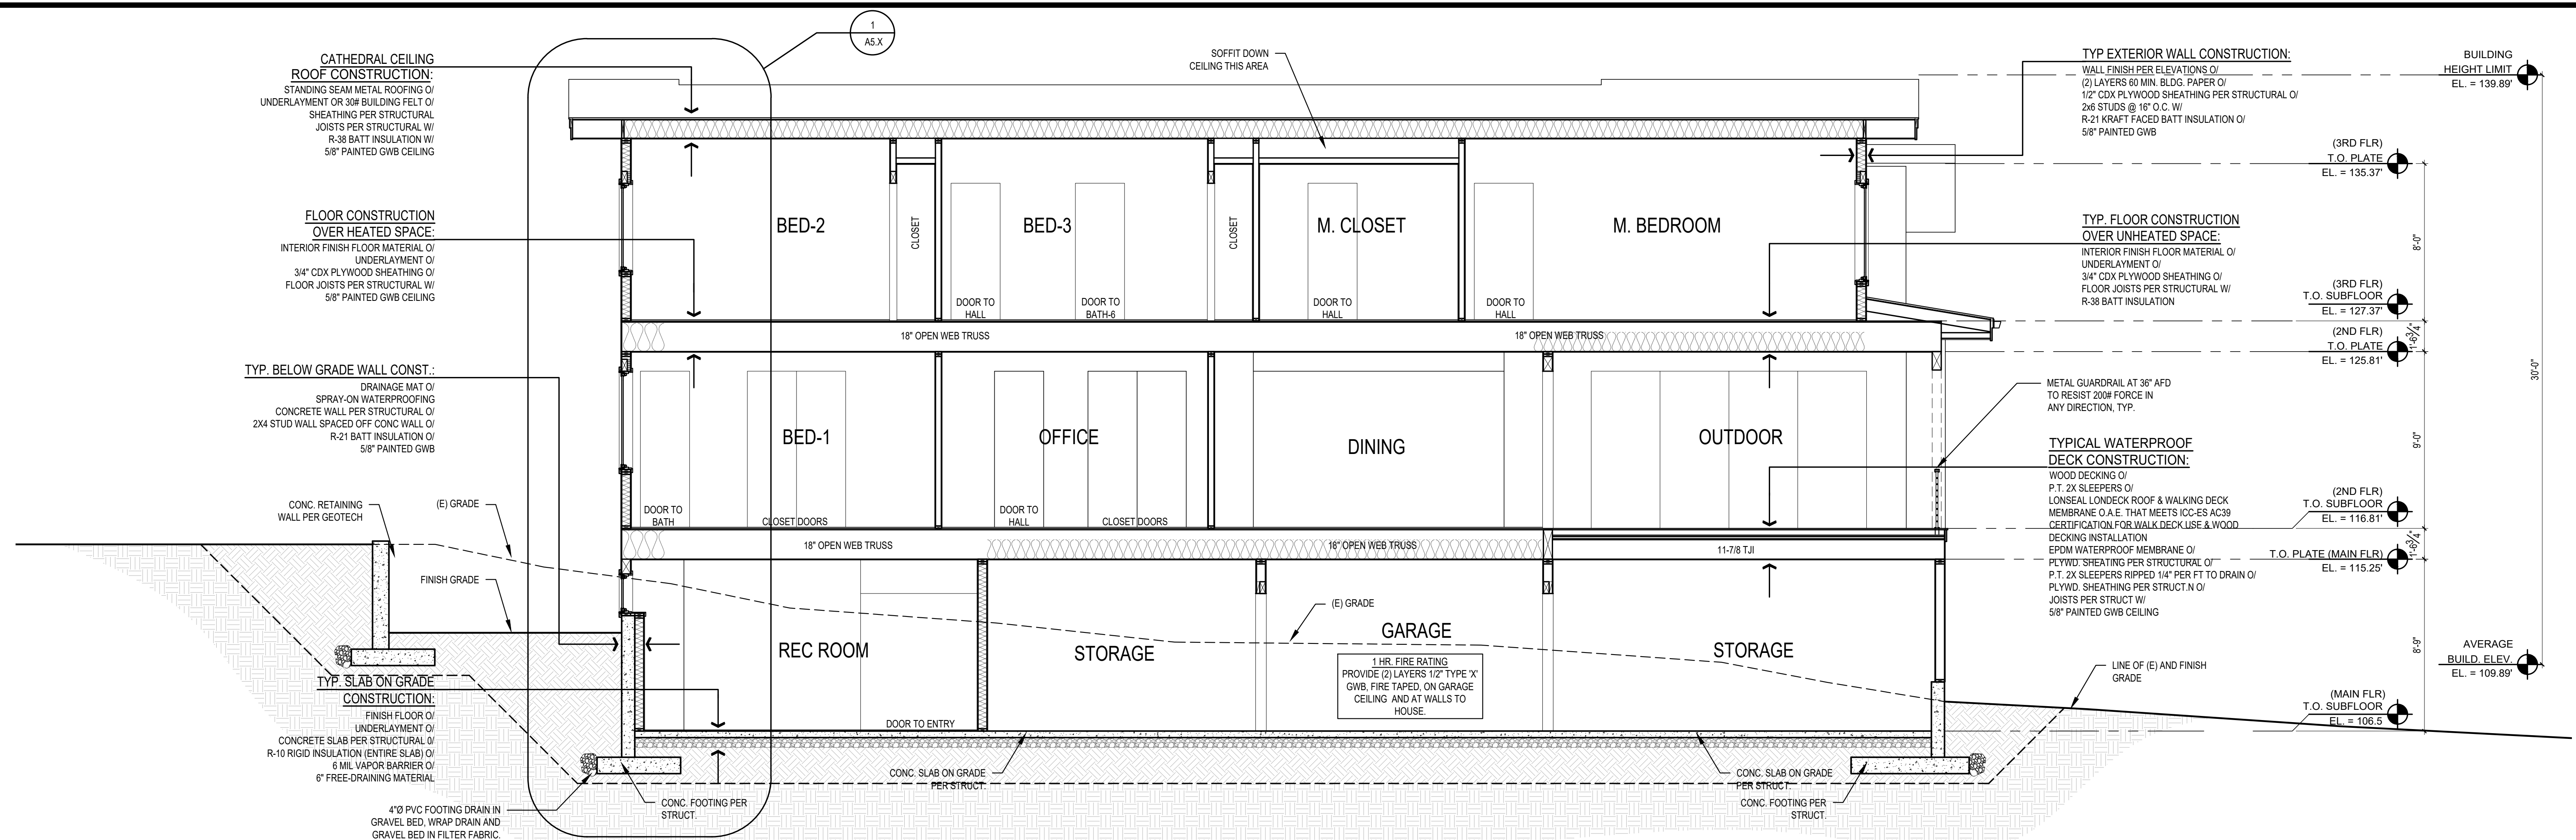 1
A5.X
CATHEDRAL CEILING
ROOF CONSTRUCTION:
STANDING SEAM METAL ROOFING O/
UNDERLAYMENT OR 30# BUILDING FELT O/
SHEATHING PER STRUCTURAL
JOISTS PER STRUCTURAL W/
R-38 BATT INSULATION W/
5/8" PAINTED GWB CEILING
FLOOR CONSTRUCTION
OVER HEATED SPACE:
INTERIOR FINISH FLOOR MATERIAL O/
UNDERLAYMENT O/
3/4" CDX PLYWOOD SHEATHING O/
FLOOR JOISTS PER STRUCTURAL W/
5/8" PAINTED GWB CEILING
TYP. BELOW GRADE WALL CONST.:
DRAINAGE MAT O/
SPRAY-ON WATERPROOFING
CONCRETE WALL PER STRUCTURAL O/
2X4 STUD WALL SPACED OFF CONC WALL O/
R-21 BATT INSULATION O/
5/8" PAINTED GWB
CONC. RETAINING
WALL PER GEOTECH
(E) GRADE
FINISH GRADE
TYP. SLAB ON GRADE
CONSTRUCTION:
FINISH FLOOR O/
UNDERLAYMENT O/
CONCRETE SLAB PER STRUCTURAL 0/
R-10 RIGID INSULATION (ENTIRE SLAB) O/
6 MIL VAPOR BARRIER O/
6" FREE-DRAINING MATERIAL
4"Ø PVC FOOTING DRAIN IN
GRAVEL BED, WRAP DRAIN AND
GRAVEL BED IN FILTER FABRIC.
SOFFIT DOWN
CEILING THIS AREA
BED-2
CLOSET
BED-3
CLOSET
M. CLOSET
M. BEDROOM
DOOR TO
HALL
DOOR TO
BATH-6
DOOR TO
HALL
DOOR TO
HALL
18" OPEN WEB TRUSS
18" OPEN WEB TRUSS
BED-1
OFFICE
DINING
OUTDOOR
DOOR TO
BATH
CLOSET DOORS
DOOR TO
HALL
CLOSET DOORS
18" OPEN WEB TRUSS
18" OPEN WEB TRUSS
11-7/8 TJI
(E) GRADE
REC ROOM
STORAGE
GARAGE
STORAGE
1 HR. FIRE RATING
PROVIDE (2) LAYERS 1/2" TYPE 'X'
GWB, FIRE TAPED, ON GARAGE
CEILING AND AT WALLS TO
HOUSE.
DOOR TO ENTRY
CONC. SLAB ON GRADE
PER STRUCT.
CONC. SLAB ON GRADE
PER STRUCT.
CONC. FOOTING PER
STRUCT.
CONC. FOOTING PER
STRUCT.
TYP EXTERIOR WALL CONSTRUCTION:
WALL FINISH PER ELEVATIONS O/
(2) LAYERS 60 MIN. BLDG. PAPER O/
1/2" CDX PLYWOOD SHEATHING PER STRUCTURAL O/
2x6 STUDS @ 16" O.C. W/
R-21 KRAFT FACED BATT INSULATION O/
5/8" PAINTED GWB
TYP. FLOOR CONSTRUCTION
OVER UNHEATED SPACE:
INTERIOR FINISH FLOOR MATERIAL O/
UNDERLAYMENT O/
3/4" CDX PLYWOOD SHEATHING O/
FLOOR JOISTS PER STRUCTURAL W/
R-38 BATT INSULATION
METAL GUARDRAIL AT 36" AFD
TO RESIST 200# FORCE IN
ANY DIRECTION, TYP.
TYPICAL WATERPROOF
DECK CONSTRUCTION:
WOOD DECKING O/
P.T. 2X SLEEPERS O/
LONSEAL LONDECK ROOF & WALKING DECK
MEMBRANE O.A.E. THAT MEETS ICC-ES AC39
CERTIFICATION FOR WALK DECK USE & WOOD
DECKING INSTALLATION
EPDM WATERPROOF MEMBRANE O/
PLYWD. SHEATING PER STRUCTURAL O/
P.T. 2X SLEEPERS RIPPED 1/4" PER FT TO DRAIN O/
PLYWD. SHEATHING PER STRUCT.N O/
JOISTS PER STRUCT W/
5/8" PAINTED GWB CEILING
LINE OF (E) AND FINISH
GRADE
BUILDING
HEIGHT LIMIT
EL. = 139.89'
(3RD FLR)
T.O. PLATE
EL. = 135.37'
8'-0"
(3RD FLR)
T.O. SUBFLOOR
EL. = 127.37'
1'-6 3/4"
(2ND FLR)
T.O. PLATE
EL. = 125.81'
30'-0"
9'-0"
(2ND FLR)
T.O. SUBFLOOR
EL. = 116.81'
1'-6 3/4"
T.O. PLATE (MAIN FLR)
EL. = 115.25'
8'-9"
AVERAGE
BUILD. ELEV.
EL. = 109.89'
(MAIN FLR)
T.O. SUBFLOOR
EL. = 106.5